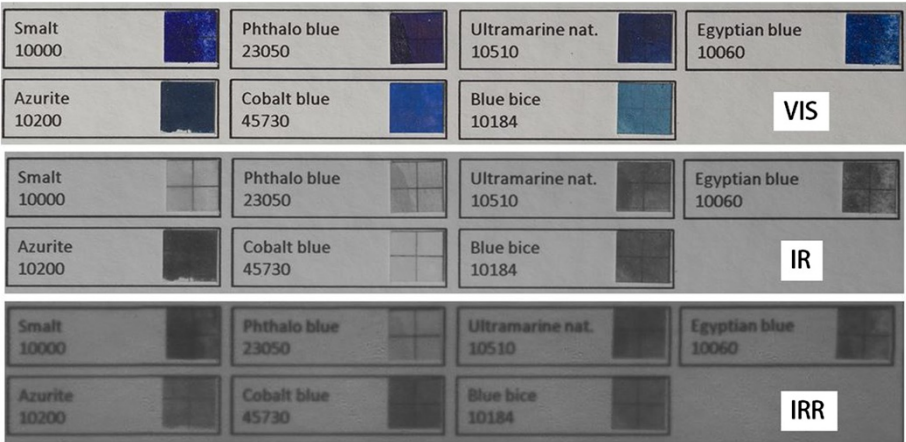 Smalt
10000
Phthalo blue
23050
Ultramarine nat.
10510
Egyptian blue
10060
Azurite
10200
Cobalt blue
45730
Blue bice
10184
VIS
Smalt
10000
Phthalo blue
23050
Ultramarine nat.
10510
Egyptian blue
10060
Azurite
10200
Cobalt blue
45730
Blue bice
10184
IR
Smalt
10000
Phthalo blue
23050
Ultramarine nat.
10510
Egyptian blue
10060
Azurite
10200
Cobalt blue
45730
Blue bice
10184
IRR